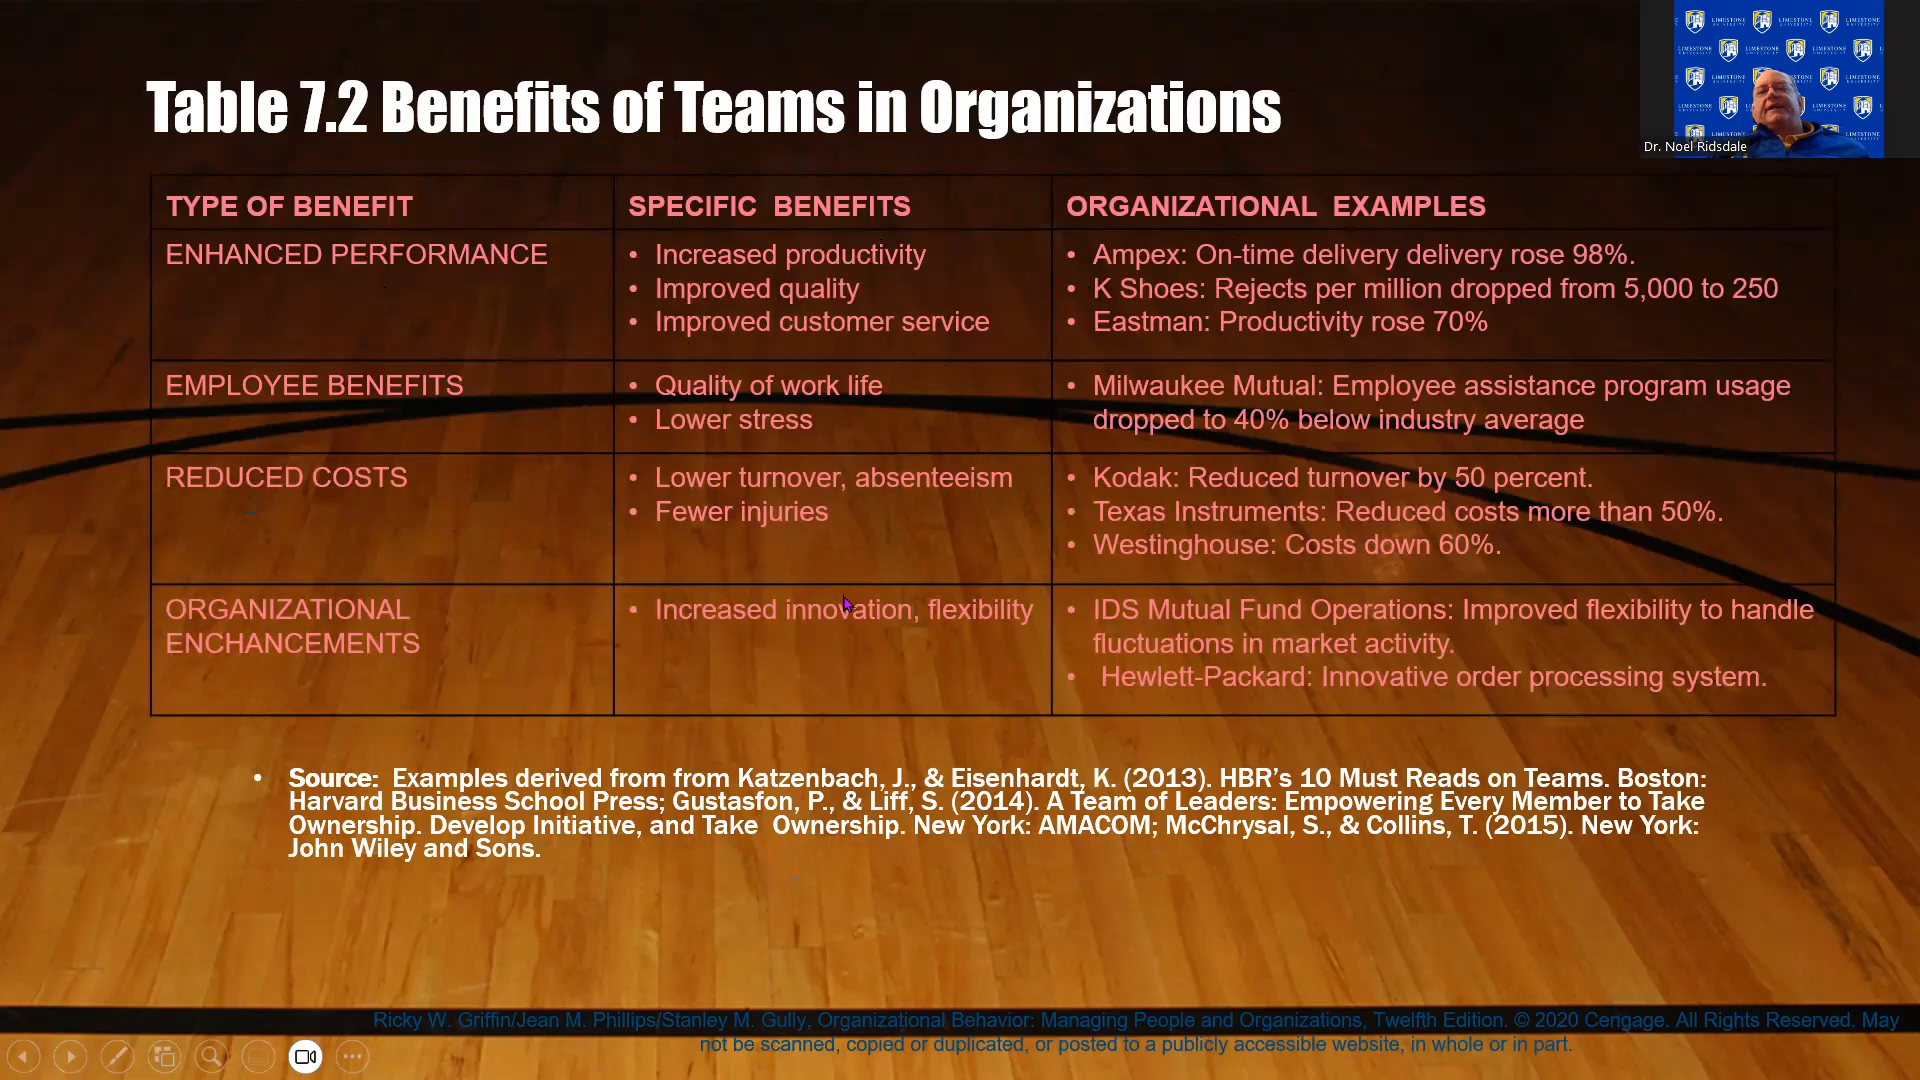 Table 7.2 Benefits of Teams in Organizations
LIMESTONE
UNIVERSITY
Dr. Noel Ridsdale
TYPE OF BENEFIT
SPECIFIC BENEFITS
ORGANIZATIONAL EXAMPLES
ENHANCED PERFORMANCE
• Increased productivity
• Improved quality
• Improved customer service
• Ampex: On-time delivery delivery rose 98%.
• K Shoes: Rejects per million dropped from 5,000 to 250
• Eastman: Productivity rose 70%
EMPLOYEE BENEFITS
• Quality of work life
• Lower stress
• Milwaukee Mutual: Employee assistance program usage
dropped to 40% below industry average
REDUCED COSTS
• Lower turnover, absenteeism
• Fewer injuries
• Kodak: Reduced turnover by 50 percent.
• Texas Instruments: Reduced costs more than 50%.
• Westinghouse: Costs down 60%.
ORGANIZATIONAL
ENCHANCEMENTS
• Increased innovation, flexibility
• IDS Mutual Fund Operations: Improved flexibility to handle
fluctuations in market activity.
• Hewlett-Packard: Innovative order processing system.
• Source: Examples derived from from Katzenbach, J., & Eisenhardt, K. (2013). HBR’s 10 Must Reads on Teams. Boston:
Harvard Business School Press; Gustasfon, P., & Liff, S. (2014). A Team of Leaders: Empowering Every Member to Take
Ownership. Develop Initiative, and Take Ownership. New York: AMACOM; McChrysal, S., & Collins, T. (2015). New York:
John Wiley and Sons.
Ricky W. Griffin/Jean M. Phillips/Stanley M. Gully, Organizational Behavior: Managing People and Organizations, Twelfth Edition. © 2020 Cengage. All Rights Reserved. May
not be scanned, copied or duplicated, or posted to a publicly accessible website, in whole or in part.